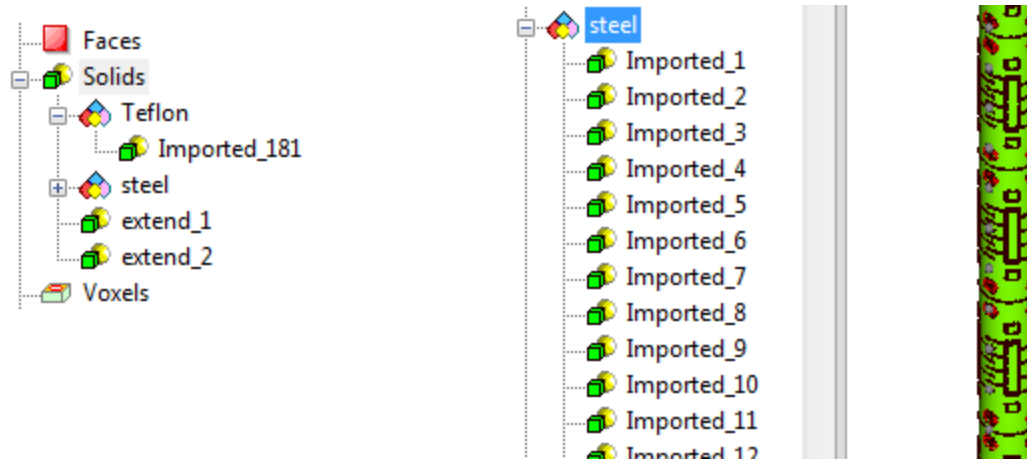 Faces
Solids
Teflon
Imported_181
steel
extend_1
extend_2
Voxels
steel
Imported_1
Imported_2
Imported_3
Imported_4
Imported_5
Imported_6
Imported_7
Imported_8
Imported_9
Imported_10
Imported_11
Imported_12